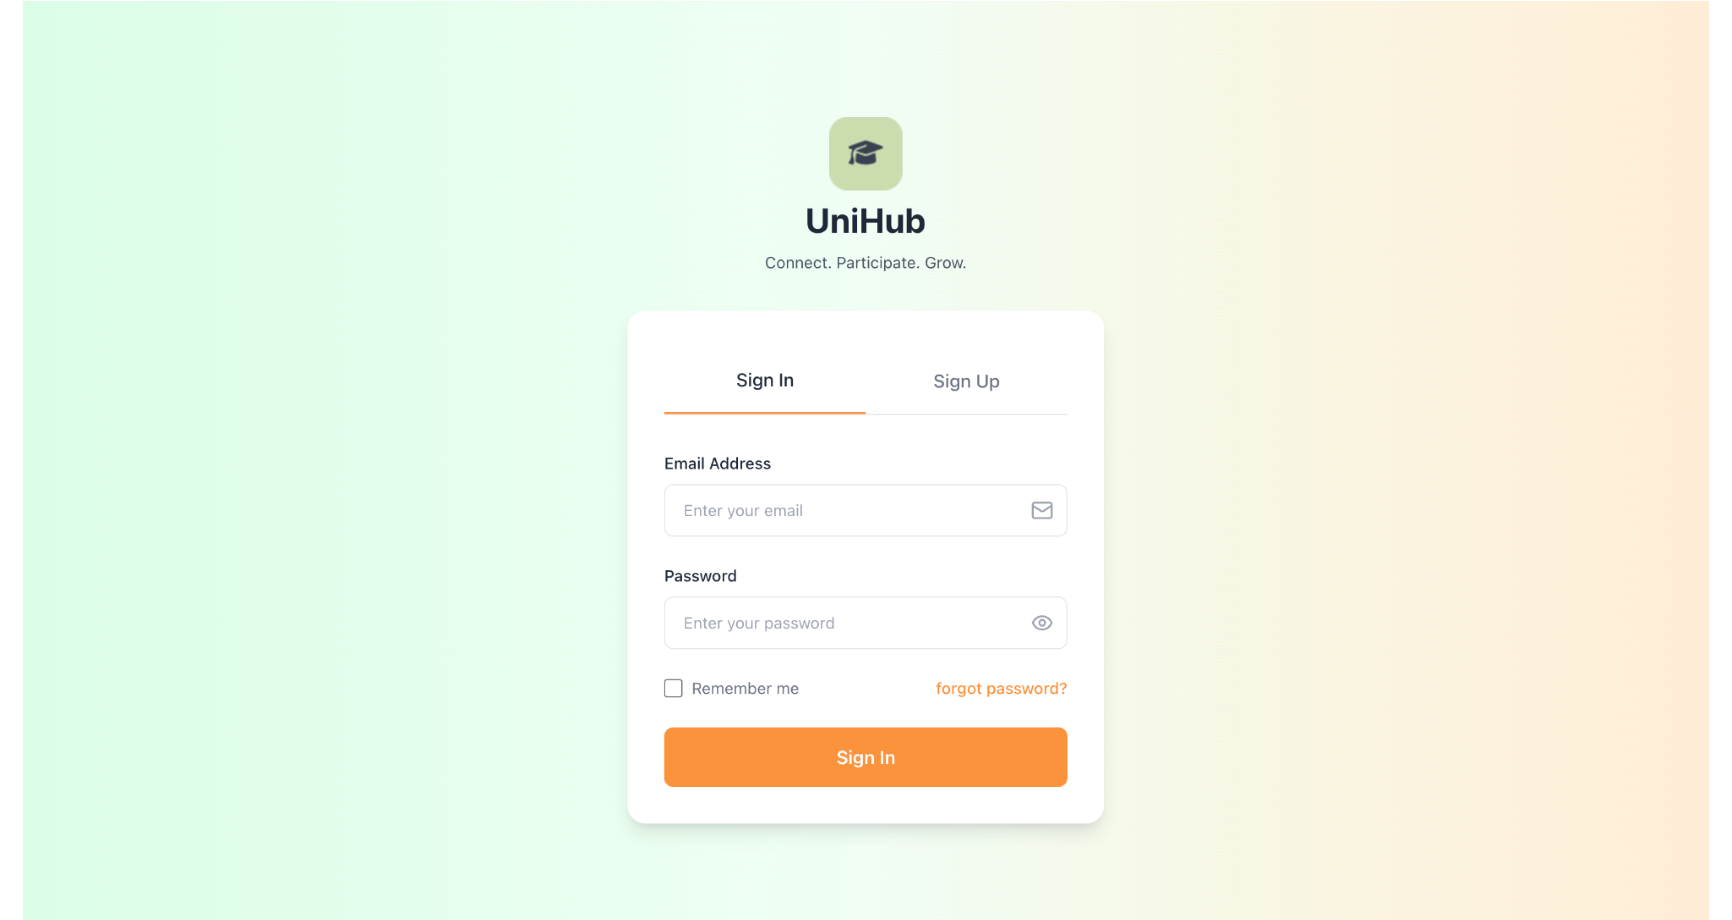 UniHub
Connect. Participate. Grow.
Sign In
Sign Up
Email Address
Enter your email
Password
Enter your password
Remember me
forgot password?
Sign In